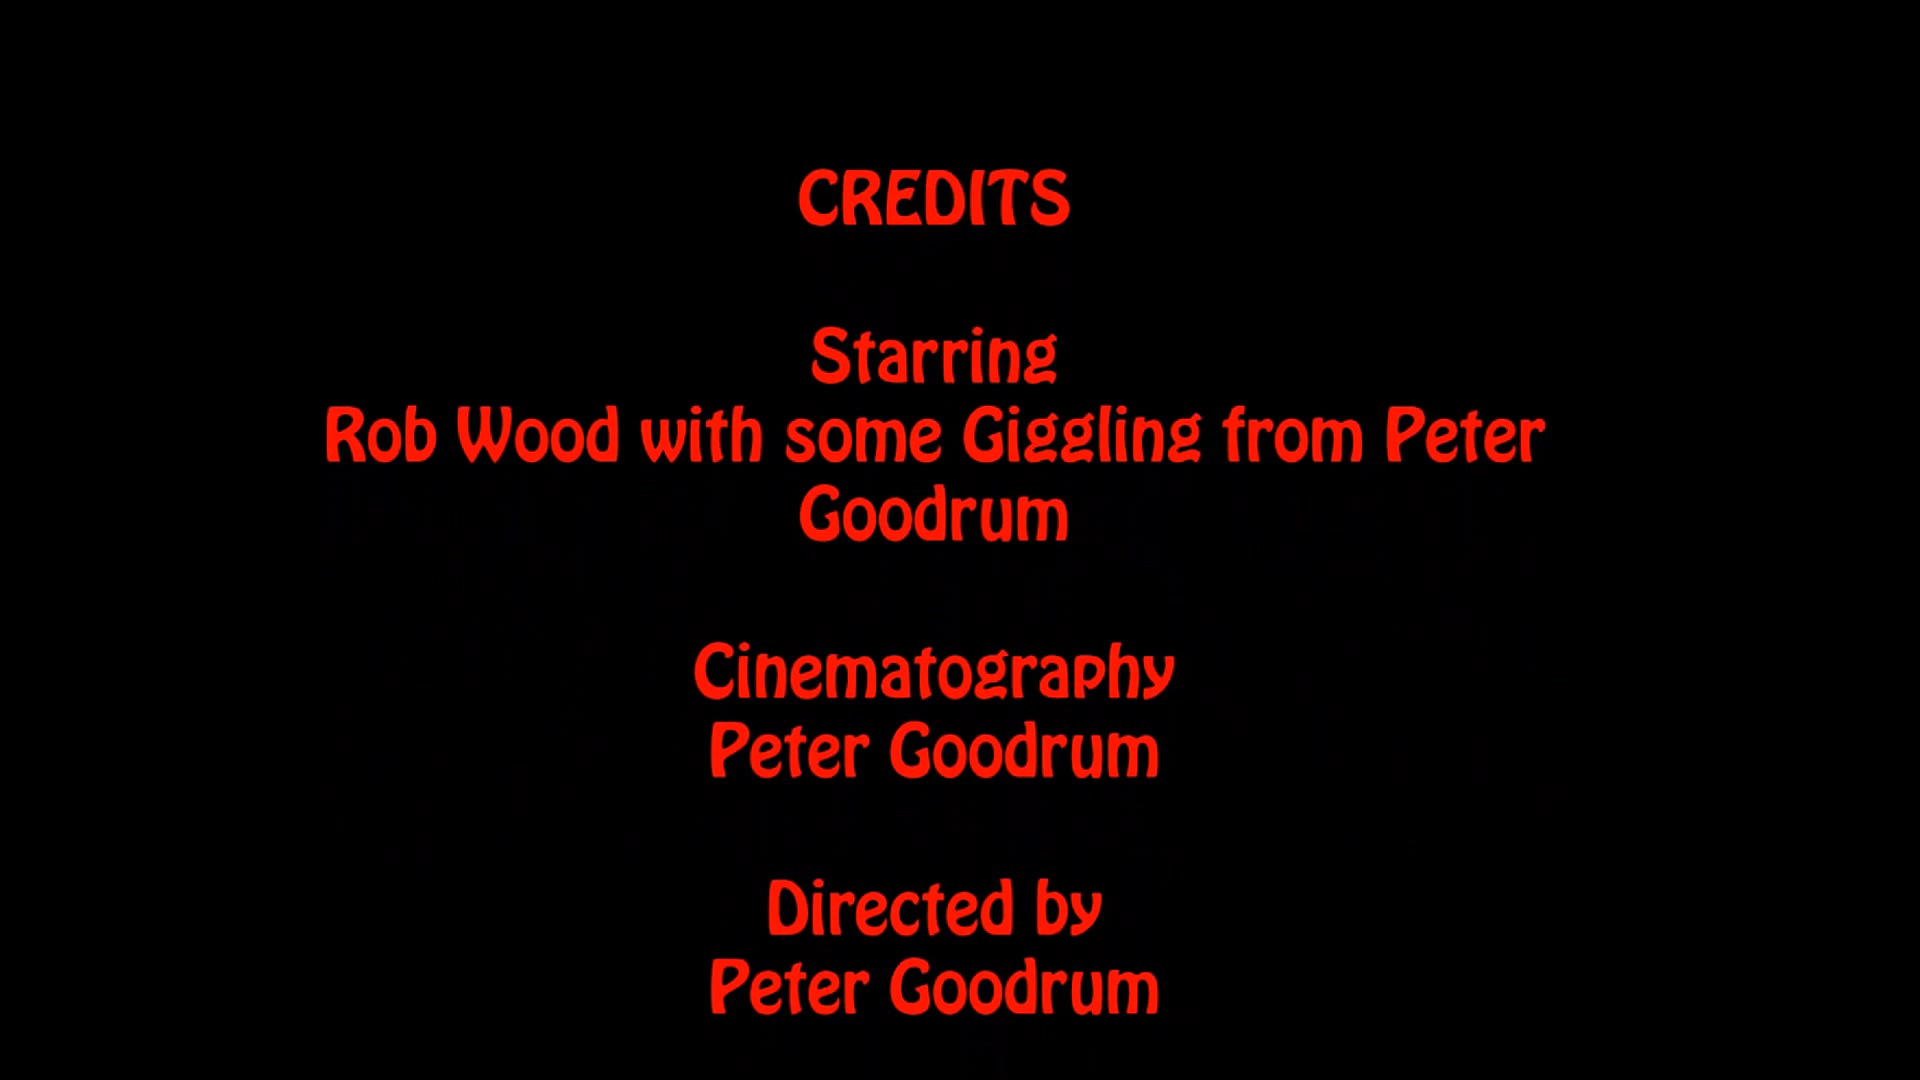 CREDITS
Starring
Rob Wood with some Giggling from Peter
Goodrum
Cinematography
Peter Goodrum
Directed by
Peter Goodrum